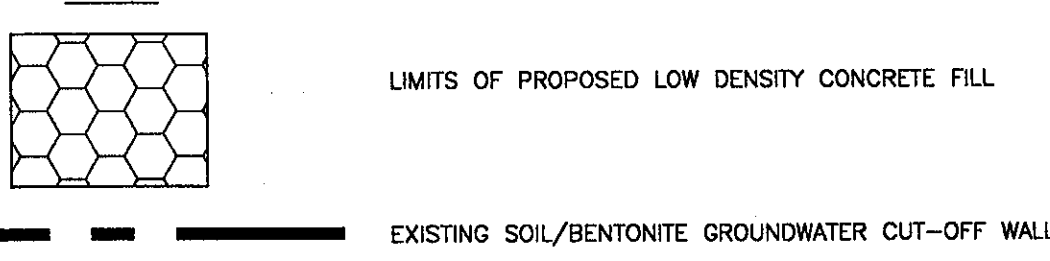 LIMITS OF PROPOSED LOW DENSITY CONCRETE FILL
EXISTING SOIL/BENTONITE GROUNDWATER CUT-OFF WALL